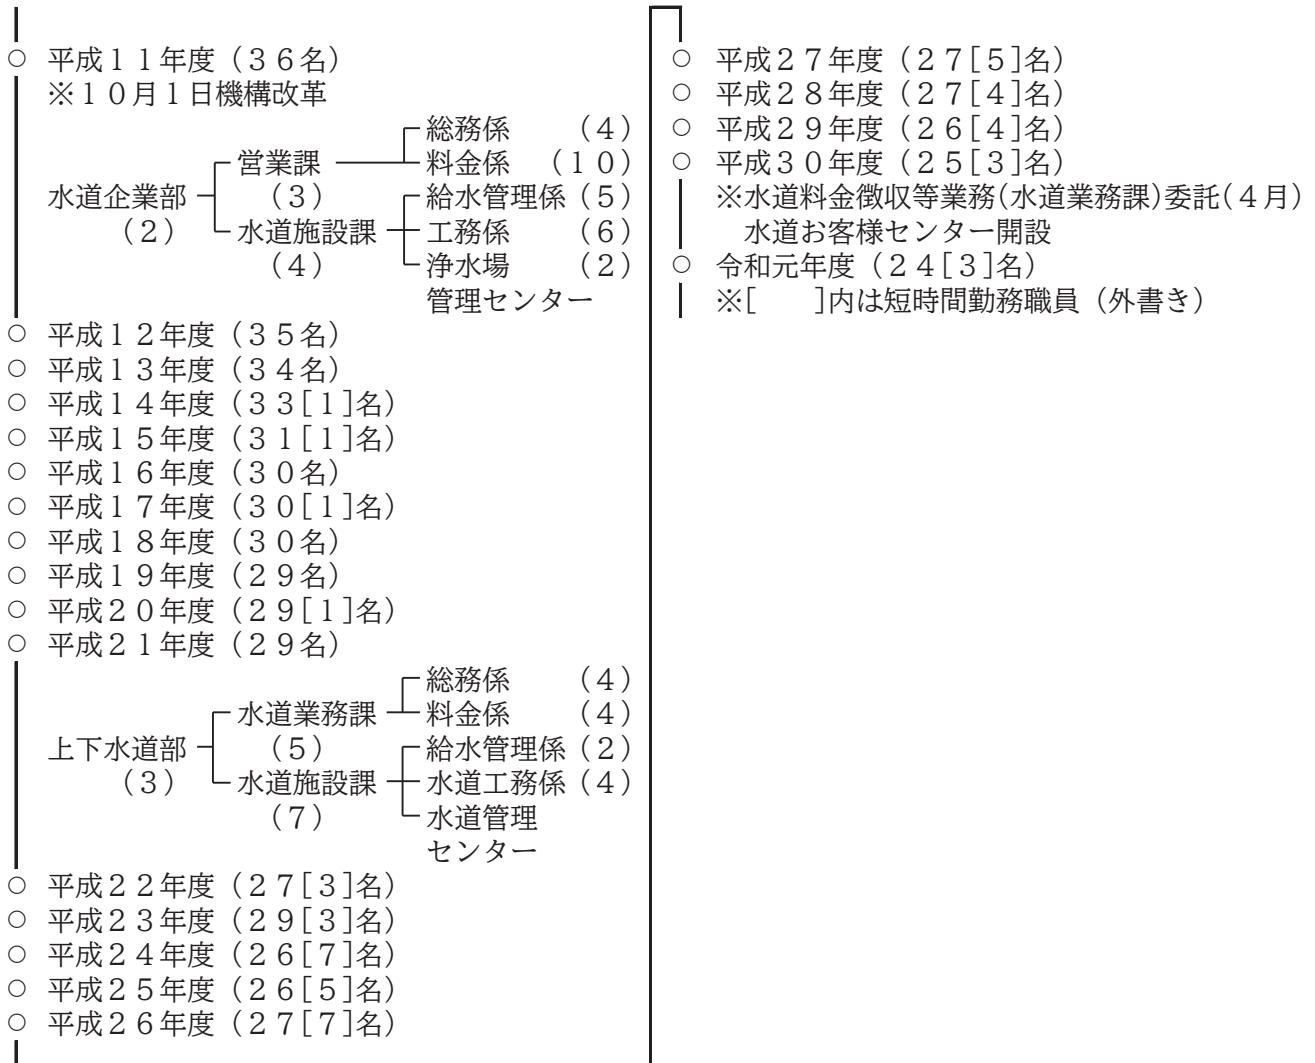 ○ 平成１１年度（３６名）
※１０月１日機構改革
総務係　（４）
営業課　料金係　（１０）
水道企業部　（３）　給水管理係（５）
（２）　水道施設課　工務係　（６）
（４）　浄水場　（２）
管理センター
○ 平成１２年度（３５名）
○ 平成１３年度（３４名）
○ 平成１４年度（３３[１]名）
○ 平成１５年度（３１[１]名）
○ 平成１６年度（３０名）
○ 平成１７年度（３０[１]名）
○ 平成１８年度（３０名）
○ 平成１９年度（２９名）
○ 平成２０年度（２９[１]名）
○ 平成２１年度（２９名）
総務係　（４）
水道業務課　料金係　（４）
上下水道部　（５）　給水管理係（２）
（３）　水道施設課　水道工務係（４）
（７）　水道管理
センター
○ 平成２２年度（２７[３]名）
○ 平成２３年度（２９[３]名）
○ 平成２４年度（２６[７]名）
○ 平成２５年度（２６[５]名）
○ 平成２６年度（２７[７]名）
○ 平成２７年度（２７[５]名）
○ 平成２８年度（２７[４]名）
○ 平成２９年度（２６[４]名）
○ 平成３０年度（２５[３]名）
※水道料金徴収等業務(水道業務課)委託(４月)
水道お客様センター開設
○ 令和元年度（２４[３]名）
※[　　]内は短時間勤務職員（外書き）